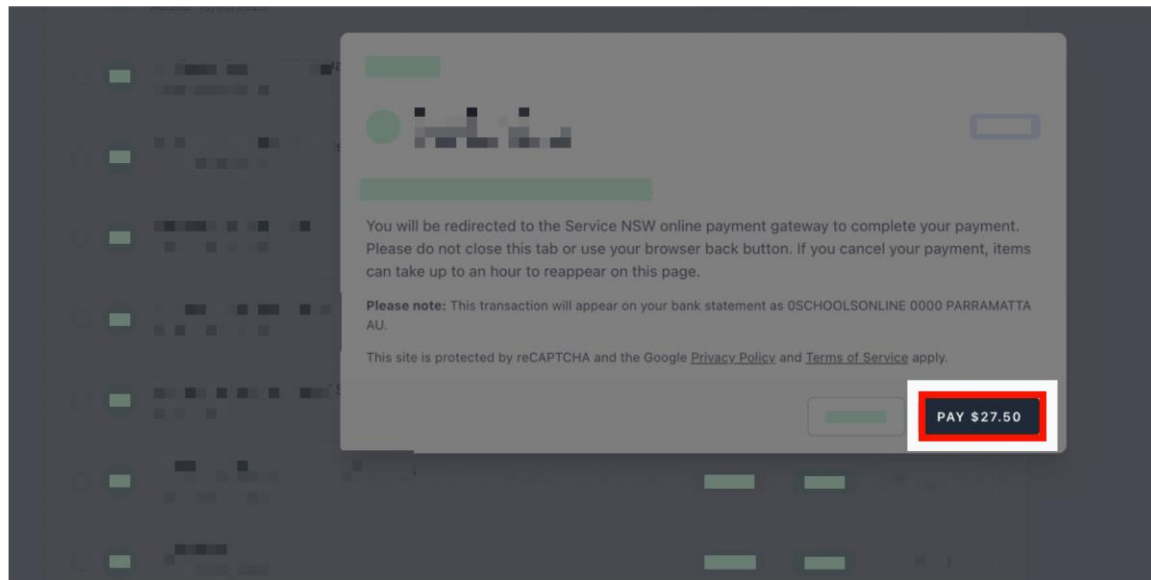 You will be redirected to the Service NSW online payment gateway to complete your payment.
Please do not close this tab or use your browser back button. If you cancel your payment, items
can take up to an hour to reappear on this page.
Please note: This transaction will appear on your bank statement as 0SCHOOLSONLINE 0000 PARRAMATTA
AU.
This site is protected by reCAPTCHA and the Google Privacy Policy and Terms of Service apply.
PAY $27.50